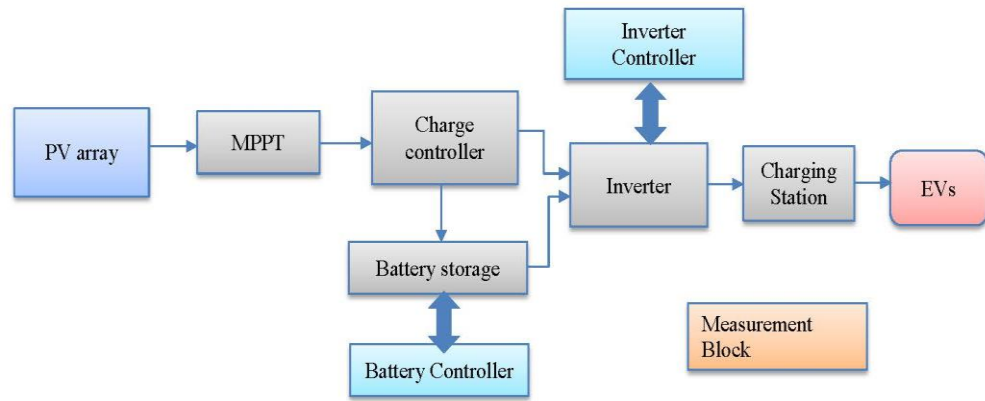 Inverter
Controller
PV array
MPPT
Charge
controller
Inverter
Charging
Station
EVs
Battery storage
Measurement
Block
Battery Controller